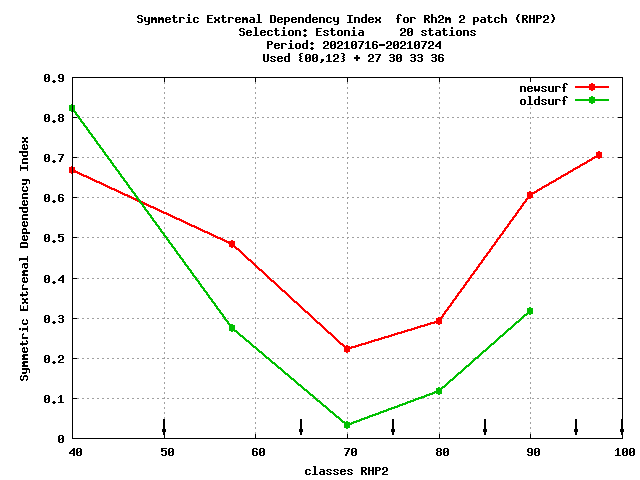 Symmetric Extremal Dependency Index  for Rh2m 2 patch (RHP2)
Selection: Estonia     20 stations
Period: 20210716-20210724
Used {00,12} + 27 30 33 36
newsurf
oldsurf
0.9
0.8
0.7
0.6
0.5
0.4
0.3
0.2
0.1
0
Symmetric Extremal Dependency Index
40 50 60 70 80 90 100
classes RHP2